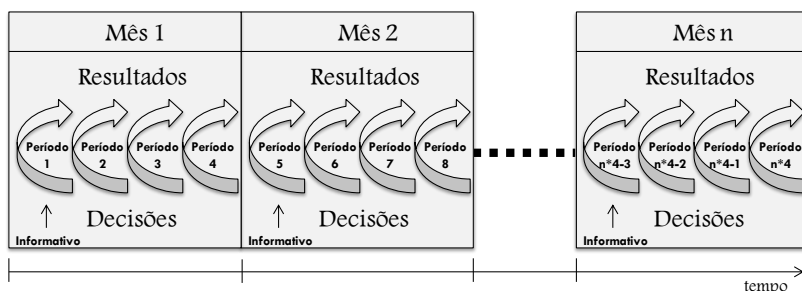 Mês 1
Mês 2
Mês n
Resultados
Resultados
Resultados
Período
1
Período
2
Período
3
Período
4
Período
5
Período
6
Período
7
Período
8
Período
n*4-3
Período
n*4-2
Período
n*4-1
Período
n*4
Decisões
Decisões
Decisões
Informativo
Informativo
Informativo
tempo